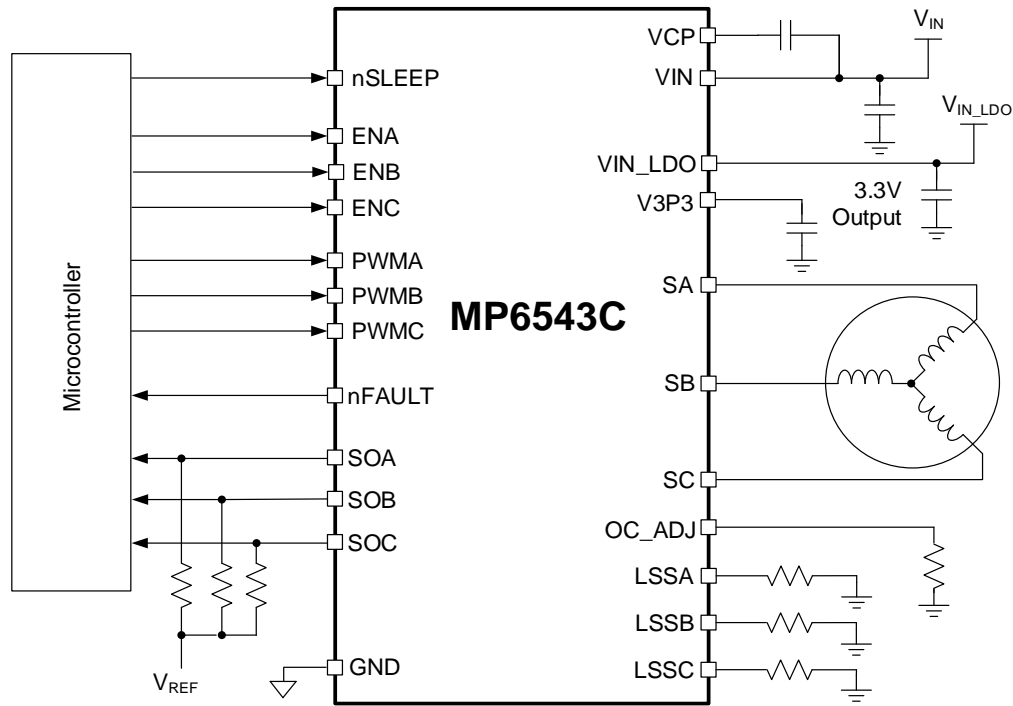 Microcontroller
nSLEEP
ENA
ENB
ENC
PWMA
PWMB
PWMC
nFAULT
SOA
SOB
SOC
GND
VREF
MP6543C
VCP
VIN
VIN_LDO
V3P3
SA
SB
SC
OC_ADJ
LSSA
LSSB
LSSC
VIN
VIN_LDO
3.3V
Output